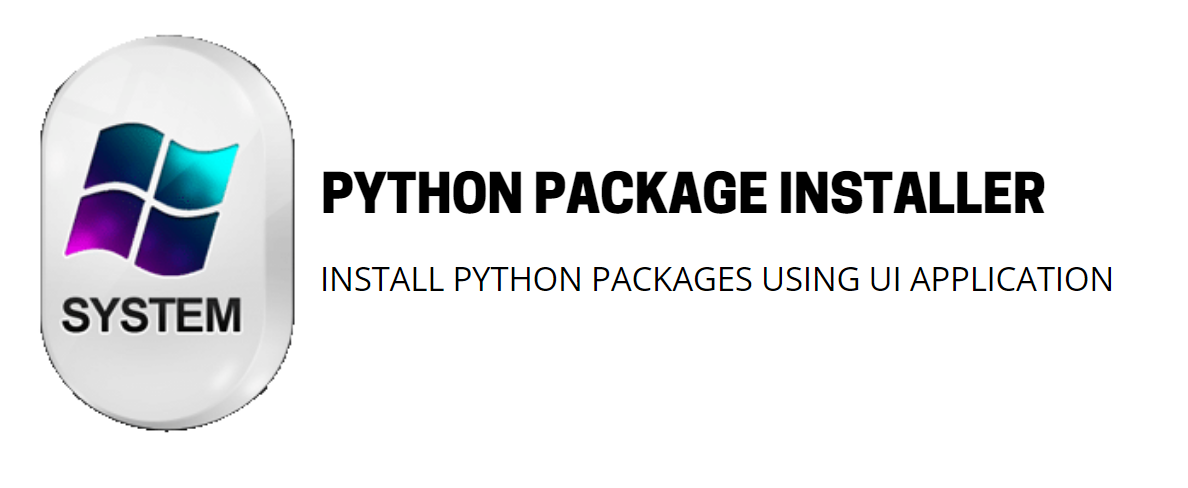 PYTHON PACKAGE INSTALLER
INSTALL PYTHON PACKAGES USING UI APPLICATION
SYSTEM